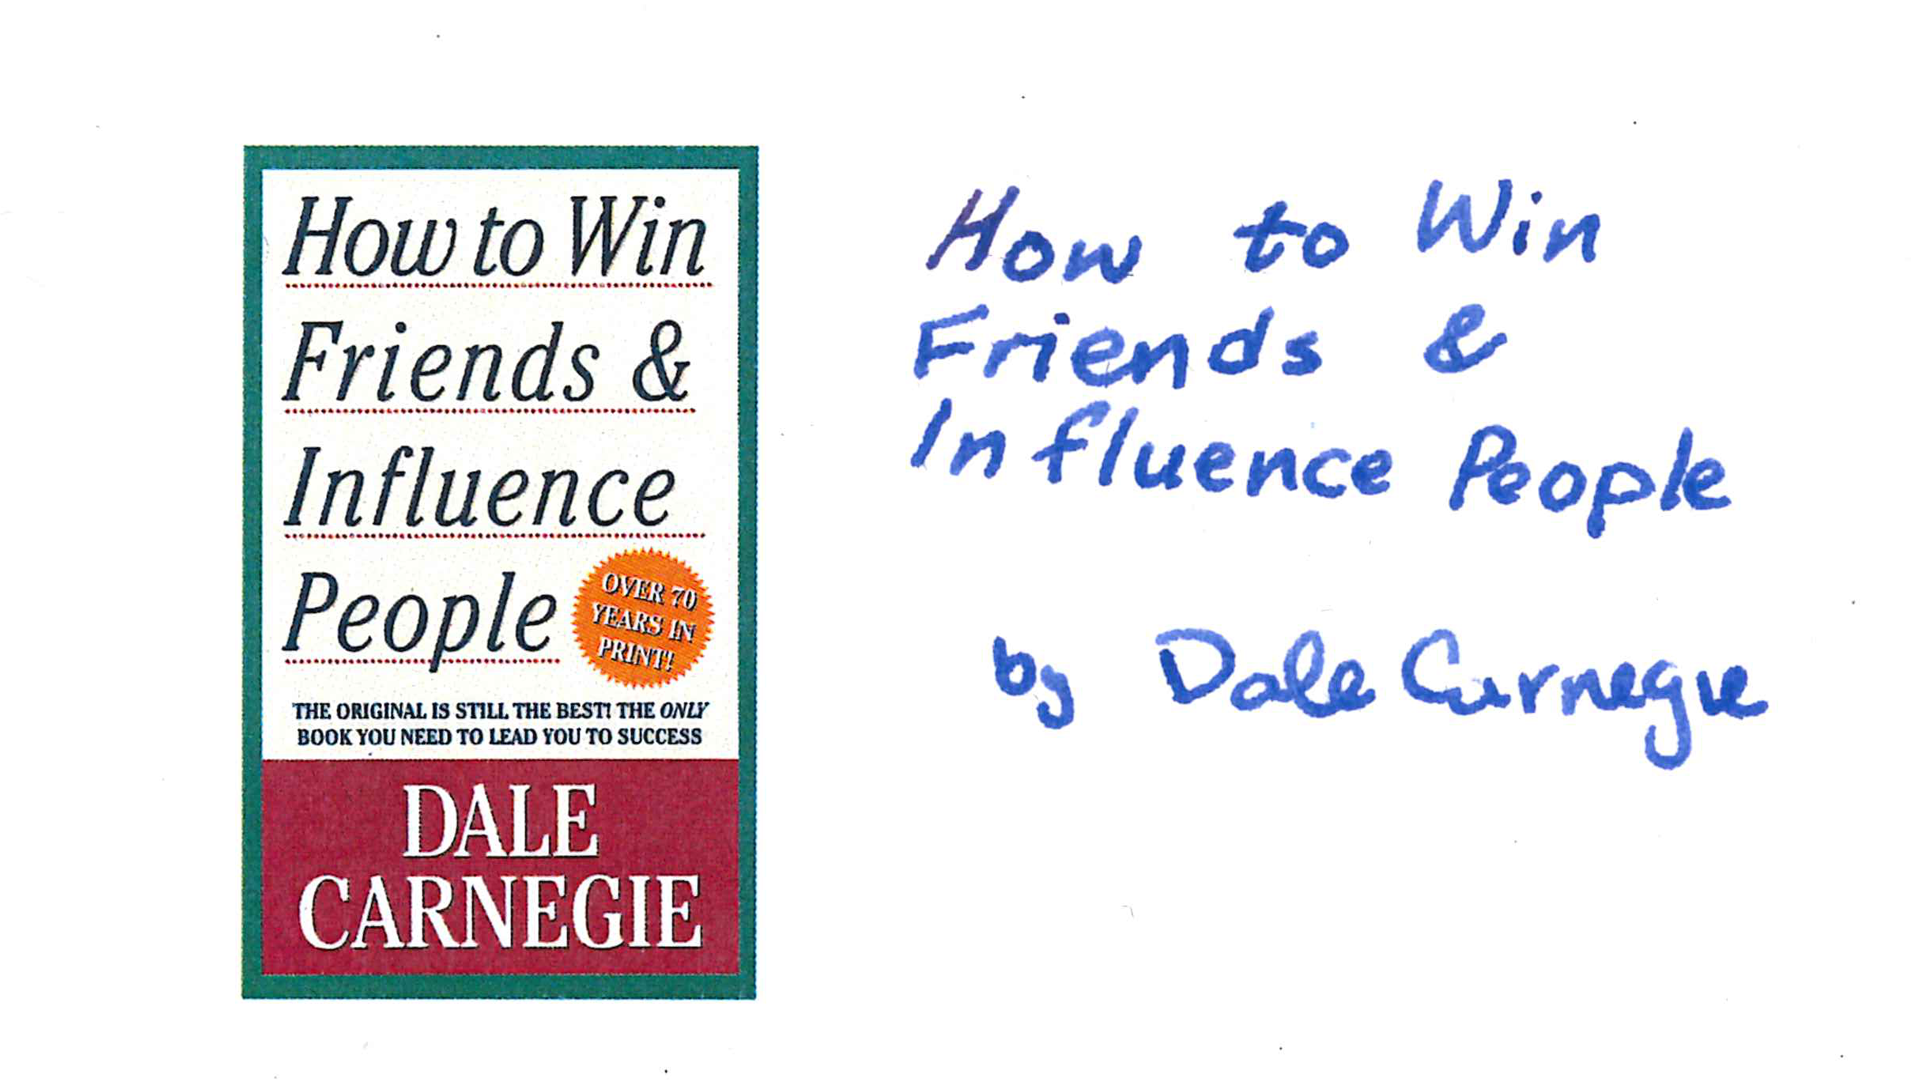 How to Win
Friends &
Influence
People
OVER 70
YEARS IN
PRINT!
THE ORIGINAL IS STILL THE BEST! THE ONLY
BOOK YOU NEED TO LEAD YOU TO SUCCESS
DALE
CARNEGIE
How to Win
Friends &
Influence People
by Dale Carnegie